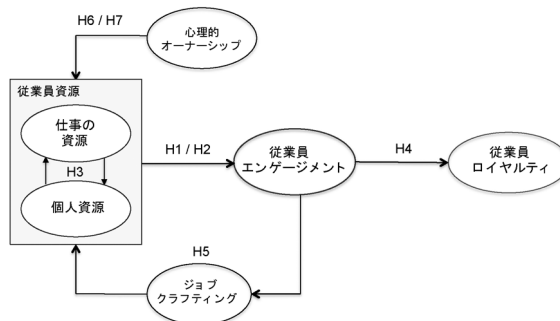 H6 / H7
心理的
オーナーシップ
従業員資源
仕事の
資源
H3
個人資源
H1 / H2
従業員
エンゲージメント
H4
従業員
ロイヤルティ
H5
ジョブ
クラフティング